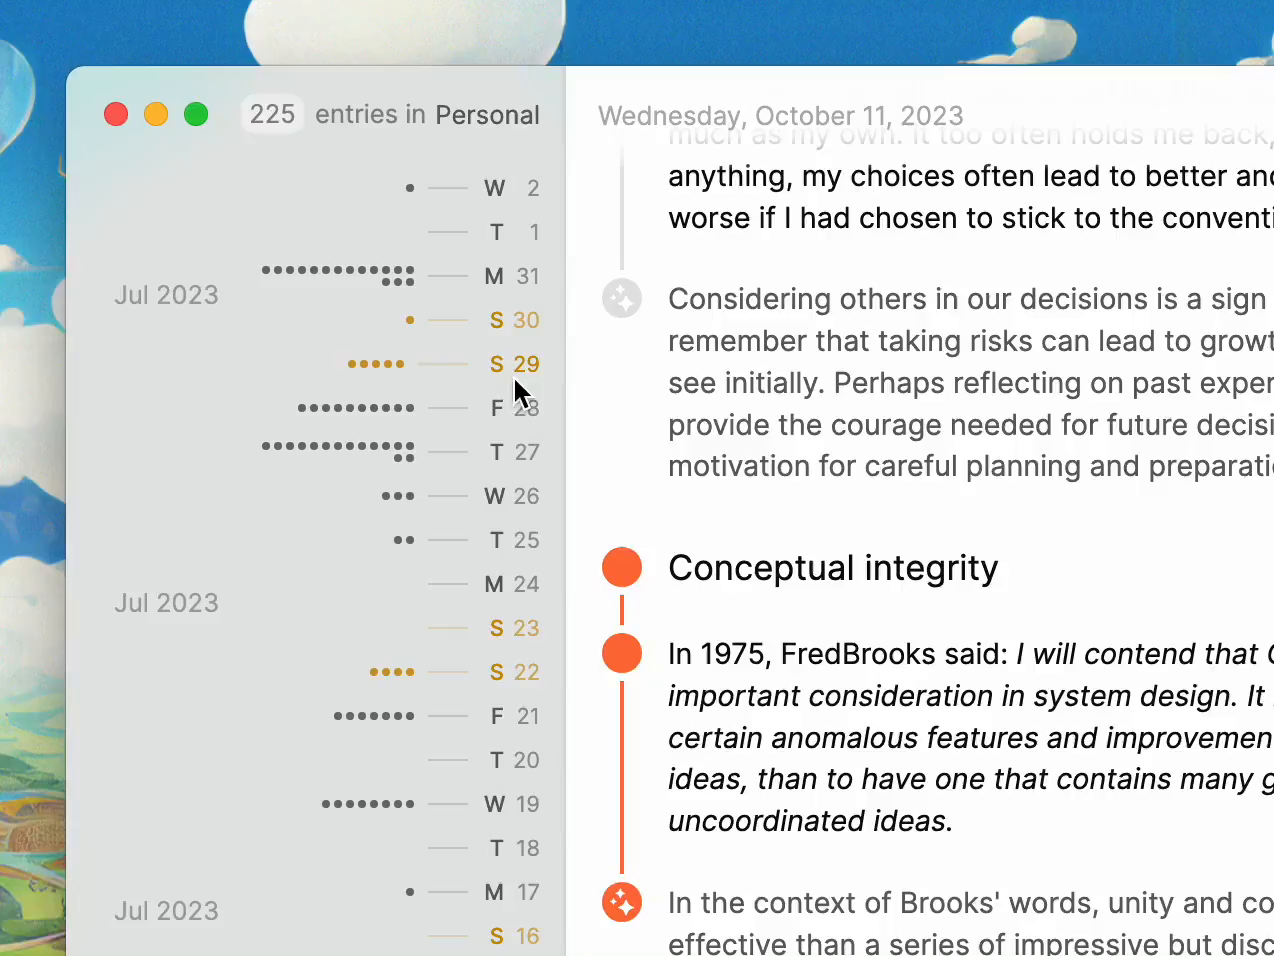 225 entries in Personal
W 2
T 1
M 31
Jul 2023
S 30
S 29
F 28
T 27
W 26
T 25
M 24
Jul 2023
S 23
S 22
F 21
T 20
W 19
T 18
M 17
Jul 2023
S 16
Wednesday, October 11, 2023
much as my own. It too often holds me back,
anything, my choices often lead to better and
worse if I had chosen to stick to the conventi
Considering others in our decisions is a sign
remember that taking risks can lead to growt
see initially. Perhaps reflecting on past exper
provide the courage needed for future decisi
motivation for careful planning and preparati
Conceptual integrity
In 1975, FredBrooks said: I will contend that C
important consideration in system design. It
certain anomalous features and improvemen
ideas, than to have one that contains many g
uncoordinated ideas.
In the context of Brooks' words, unity and co
effective than a series of impressive but disc